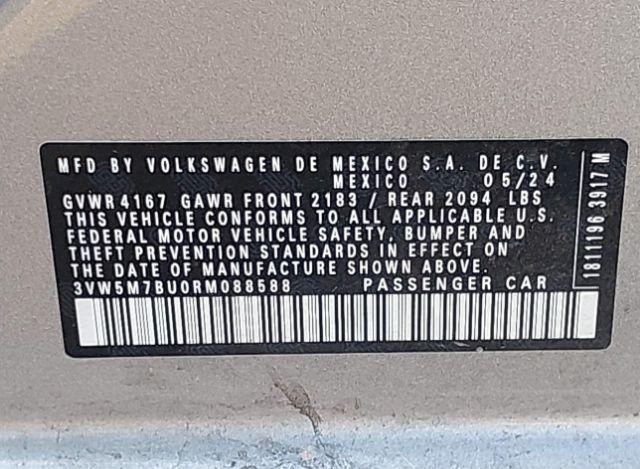 MFD BY VOLKSWAGEN DE MEXICO S.A. DE C.V.
MEXICO 05/24
GVWR 4167 GAWR FRONT 2183 / REAR 2094 LBS
THIS VEHICLE CONFORMS TO ALL APPLICABLE U.S.
FEDERAL MOTOR VEHICLE SAFETY, BUMPER AND
THEFT PREVENTION STANDARDS IN EFFECT ON
THE DATE OF MANUFACTURE SHOWN ABOVE.
3VW5M7BU0RM088588 PASSENGER CAR
1811196 3917 M